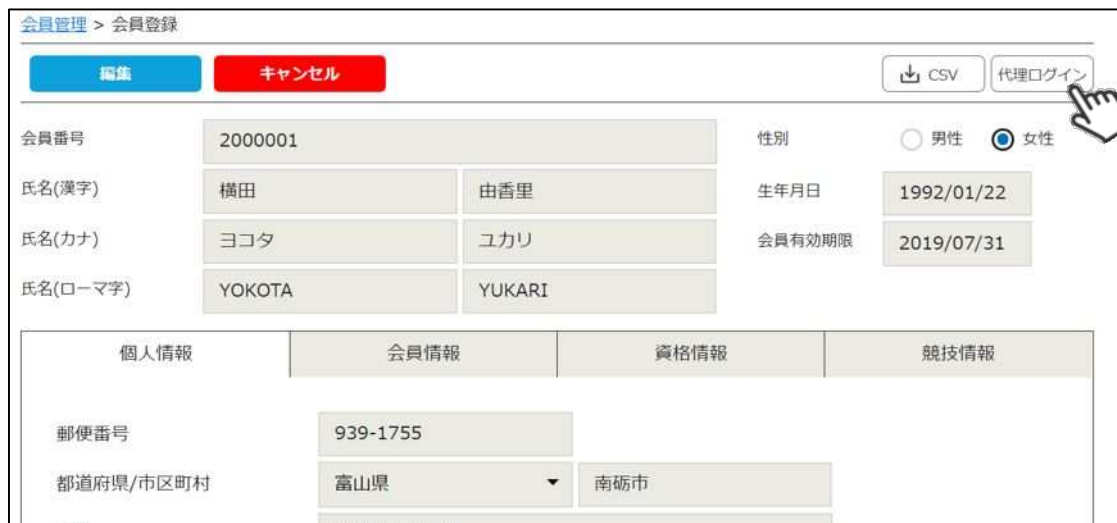 会員管理 > 会員登録
編集 キャンセル CSV 代理ログイン
会員番号 2000001 性別 男性 女性
氏名(漢字) 横田 由香里 生年月日 1992/01/22
氏名(カナ) ヨコタ ユカリ 会員有効期限 2019/07/31
氏名(ローマ字) YOKOTA YUKARI
個人情報 会員情報 資格情報 競技情報
郵便番号 939-1755
都道府県/市区町村 富山県 南砺市